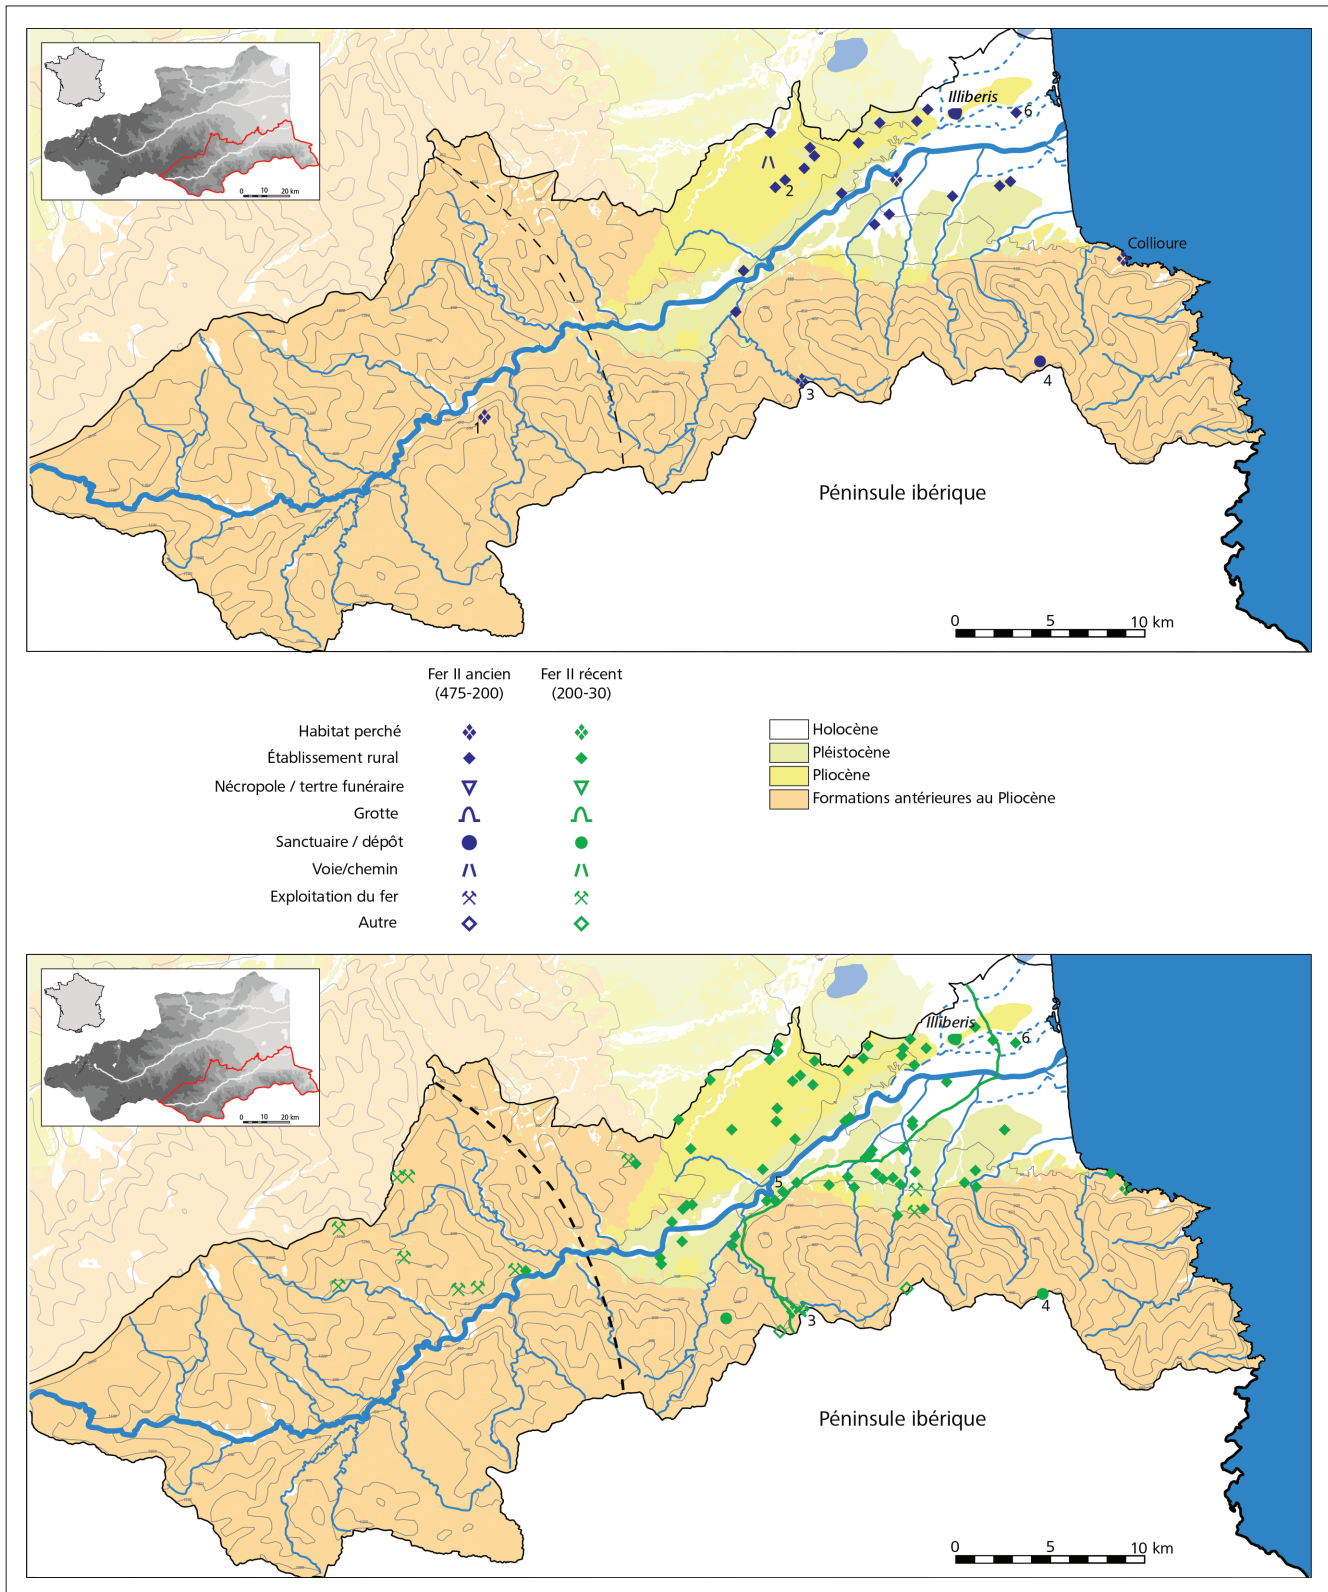 0 10 20 km
Illiberis
6
2
Collioure
4
3
1
Péninsule ibérique
0 5 10 km
Fer II ancien
(475-200)
Fer II récent
(200-30)
Habitat perché
Établissement rural
Nécropole / tertre funéraire
Grotte
Sanctuaire / dépôt
Voie/chemin
Exploitation du fer
Autre
Holocène
Pléistocène
Pliocène
Formations antérieures au Pliocène
0 10 20 km
Illiberis
6
5
4
3
Péninsule ibérique
0 5 10 km